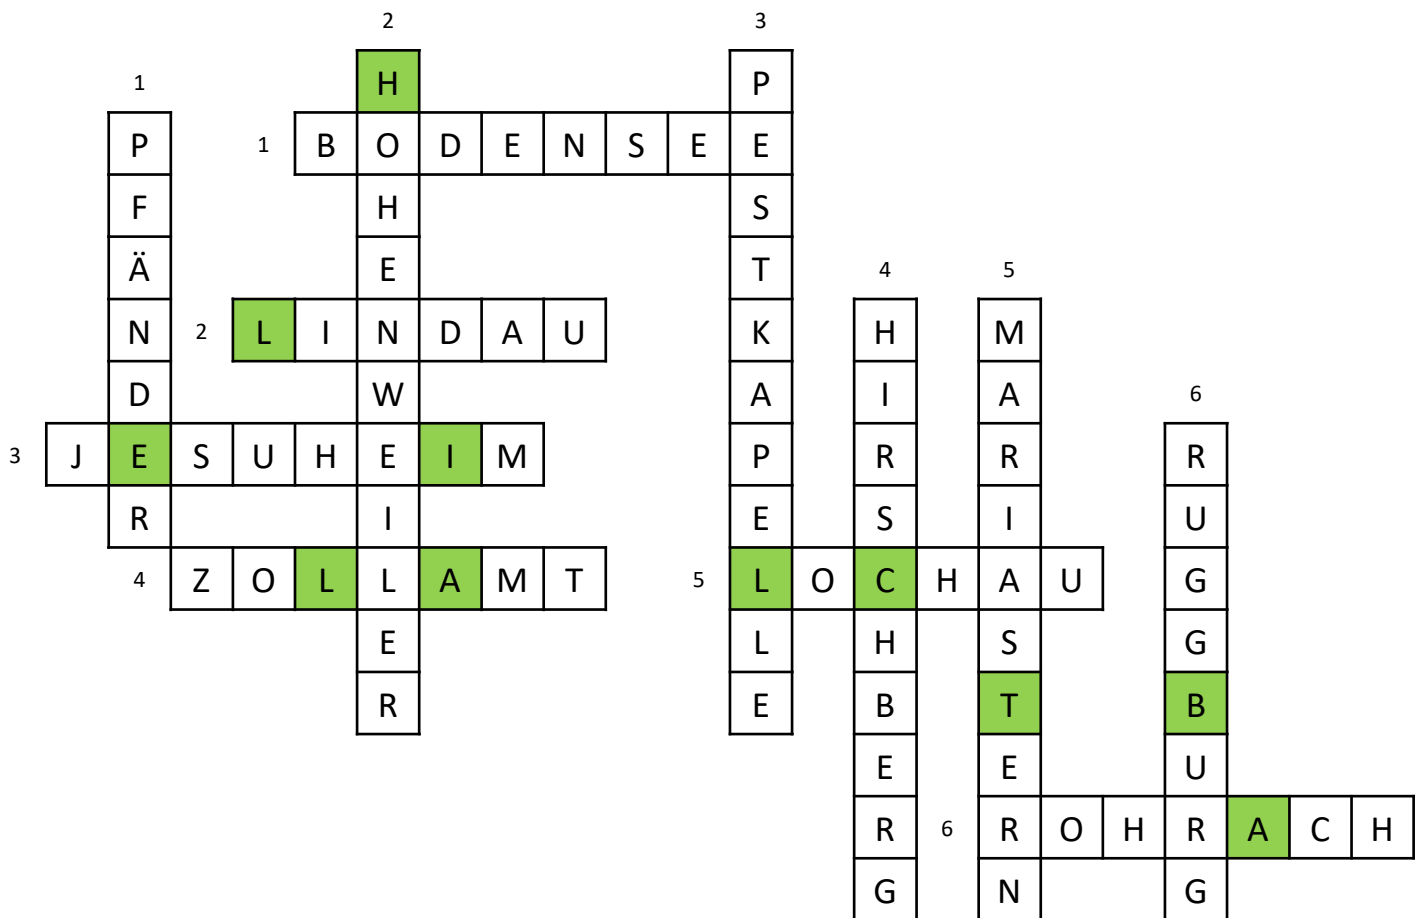 2 3
1 H P
P 1 B O D E N S E E
F H S
Ä E T 4 5
N 2 L I N D A U K H M
D W A I A 6
3 J E S U H E I M P R R R
R I E S I U
4 Z O L L A M T 5 L O C H A U G
E L H S G
R E B T B
E E U
R 6 R O H R A C H
G N G